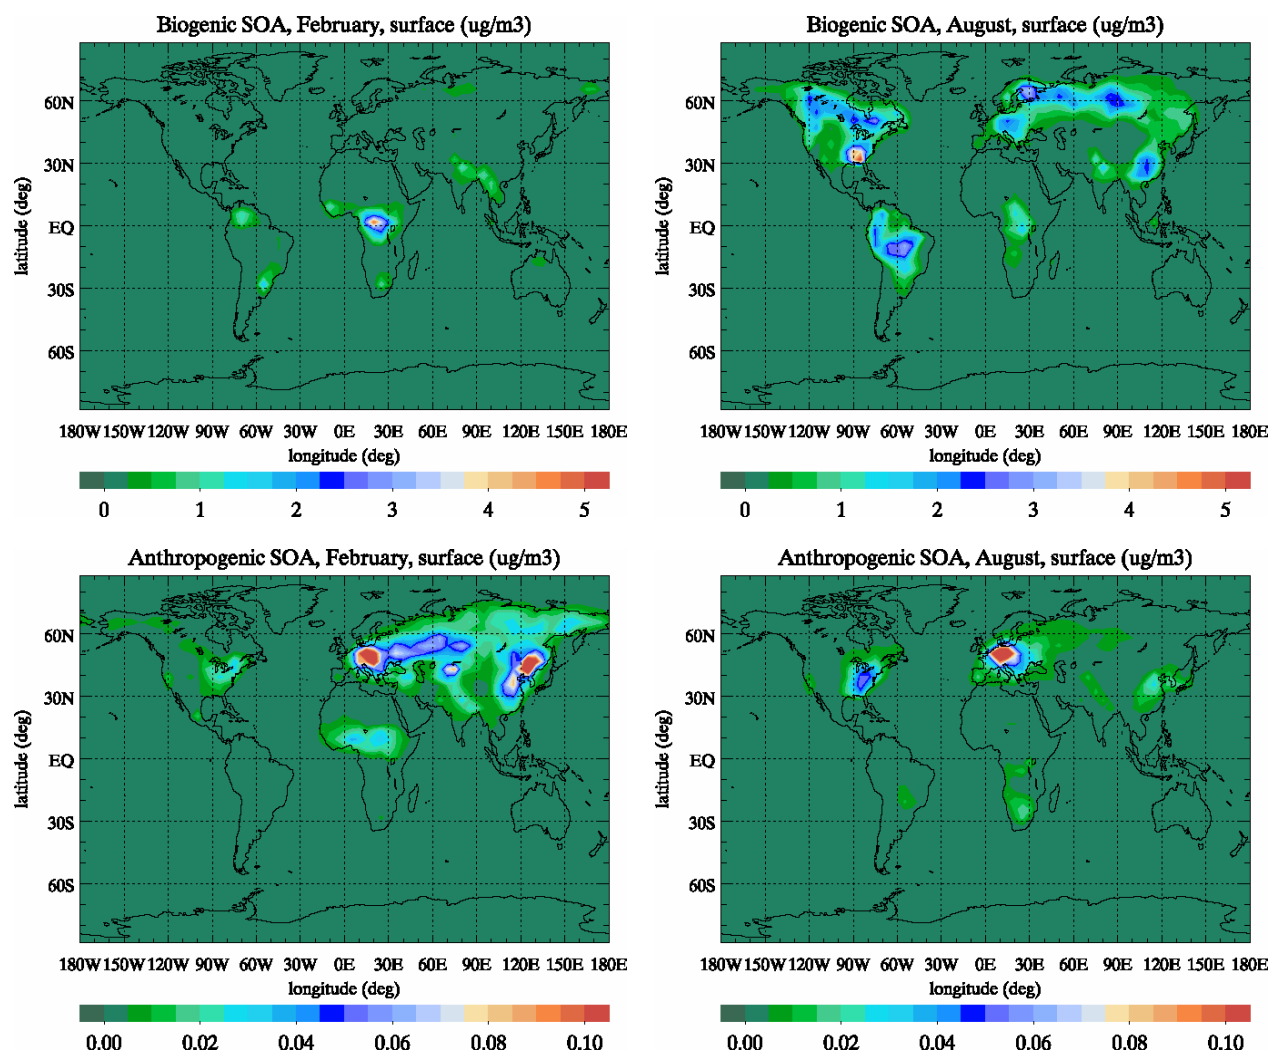 Biogenic SOA, February, surface (ug/m3)
60N
30N
EQ
30S
60S
latitude (deg)
180W 150W 120W 90W 60W 30W 0E 30E 60E 90E 120E 150E 180E
longitude (deg)
0 1 2 3 4 5
Biogenic SOA, August, surface (ug/m3)
60N
30N
EQ
30S
60S
latitude (deg)
180W 150W 120W 90W 60W 30W 0E 30E 60E 90E 120E 150E 180E
longitude (deg)
0 1 2 3 4 5
Anthropogenic SOA, February, surface (ug/m3)
60N
30N
EQ
30S
60S
latitude (deg)
180W 150W 120W 90W 60W 30W 0E 30E 60E 90E 120E 150E 180E
longitude (deg)
0.00 0.02 0.04 0.06 0.08 0.10
Anthropogenic SOA, August, surface (ug/m3)
60N
30N
EQ
30S
60S
latitude (deg)
180W 150W 120W 90W 60W 30W 0E 30E 60E 90E 120E 150E 180E
longitude (deg)
0.00 0.02 0.04 0.06 0.08 0.10